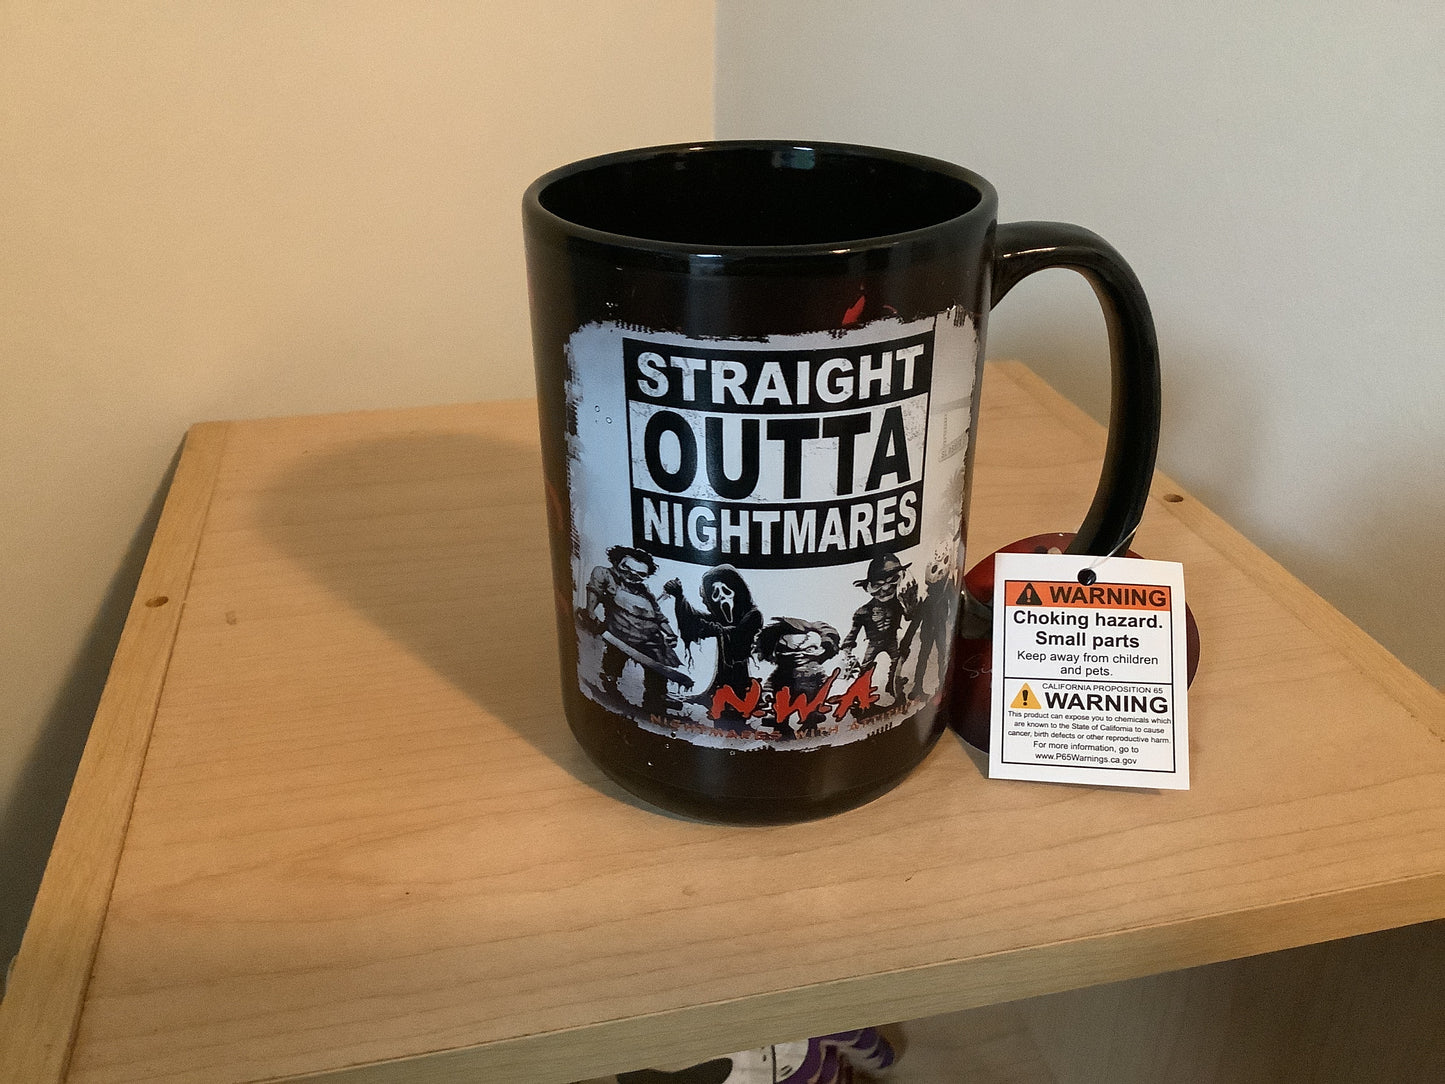 STRAIGHT
OUTTA
NIGHTMARES
N.W.A
NIGHTMARES WITH
WARNING
Choking hazard.
Small parts
Keep away from children
and pets.
CALIFORNIA PROPOSITION 65
WARNING
This product can expose you to chemicals which
are known to the State of California to cause
cancer, birth defects or other reproductive harm.
For more information, go to
www.P65Warnings.ca.gov